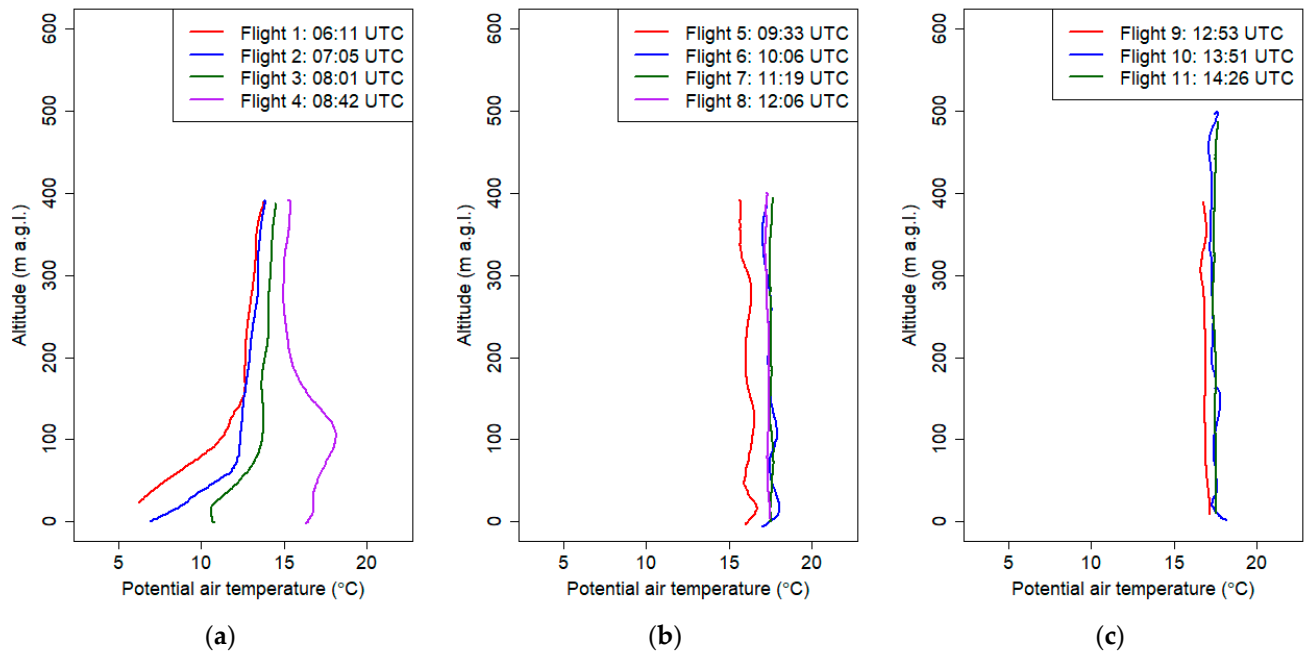 Flight 1: 06:11 UTC
Flight 2: 07:05 UTC
Flight 3: 08:01 UTC
Flight 4: 08:42 UTC
600
500
400
300
200
100
0
Altitude (m a.g.l.)
5 10 15 20
Potential air temperature (°C)
(a)
Flight 5: 09:33 UTC
Flight 6: 10:06 UTC
Flight 7: 11:19 UTC
Flight 8: 12:06 UTC
600
500
400
300
200
100
0
Altitude (m a.g.l.)
5 10 15 20
Potential air temperature (°C)
(b)
Flight 9: 12:53 UTC
Flight 10: 13:51 UTC
Flight 11: 14:26 UTC
600
500
400
300
200
100
0
Altitude (m a.g.l.)
5 10 15 20
Potential air temperature (°C)
(c)